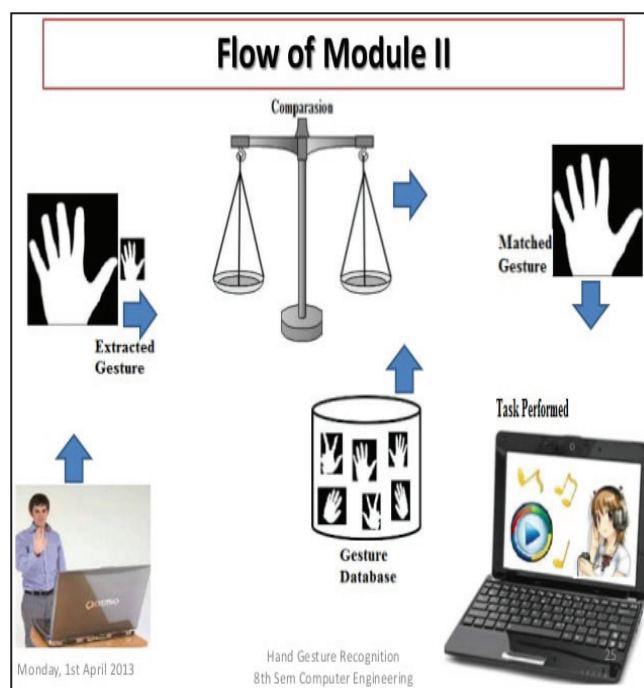 Flow of Module II
Comparasion
Extracted
Gesture
Matched
Gesture
Gesture
Database
Task Performed
Monday, 1st April 2013
Hand Gesture Recognition
8th Sem Computer Engineering
25